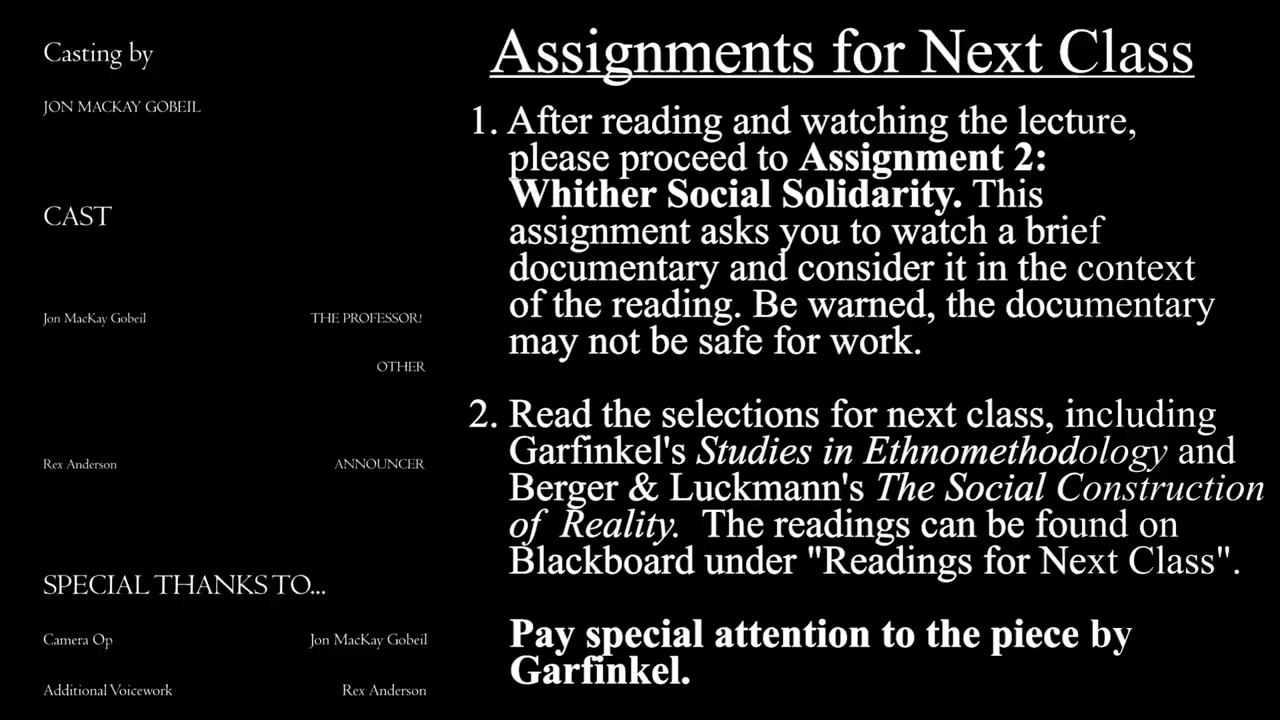 Casting by
JON MACKAY GOBEIL
CAST
Jon MacKay Gobeil THE PROFESSOR!
OTHER
Rex Anderson ANNOUNCER
SPECIAL THANKS TO...
Camera Op Jon MacKay Gobeil
Additional Voicework Rex Anderson
Assignments for Next Class
1. After reading and watching the lecture,
please proceed to Assignment 2:
Whither Social Solidarity. This
assignment asks you to watch a brief
documentary and consider it in the context
of the reading. Be warned, the documentary
may not be safe for work.
2. Read the selections for next class, including
Garfinkel's Studies in Ethnomethodology and
Berger & Luckmann's The Social Construction
of Reality. The readings can be found on
Blackboard under "Readings for Next Class".
Pay special attention to the piece by
Garfinkel.